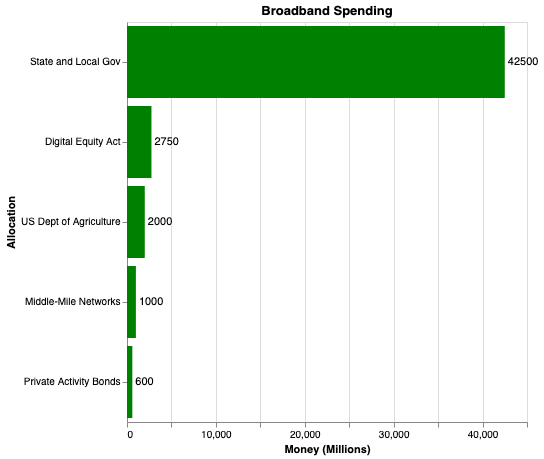 Broadband Spending
State and Local Gov 42500
Digital Equity Act 2750
US Dept of Agriculture 2000
Middle-Mile Networks 1000
Private Activity Bonds 600
Allocation
0 10,000 20,000 30,000 40,000
Money (Millions)